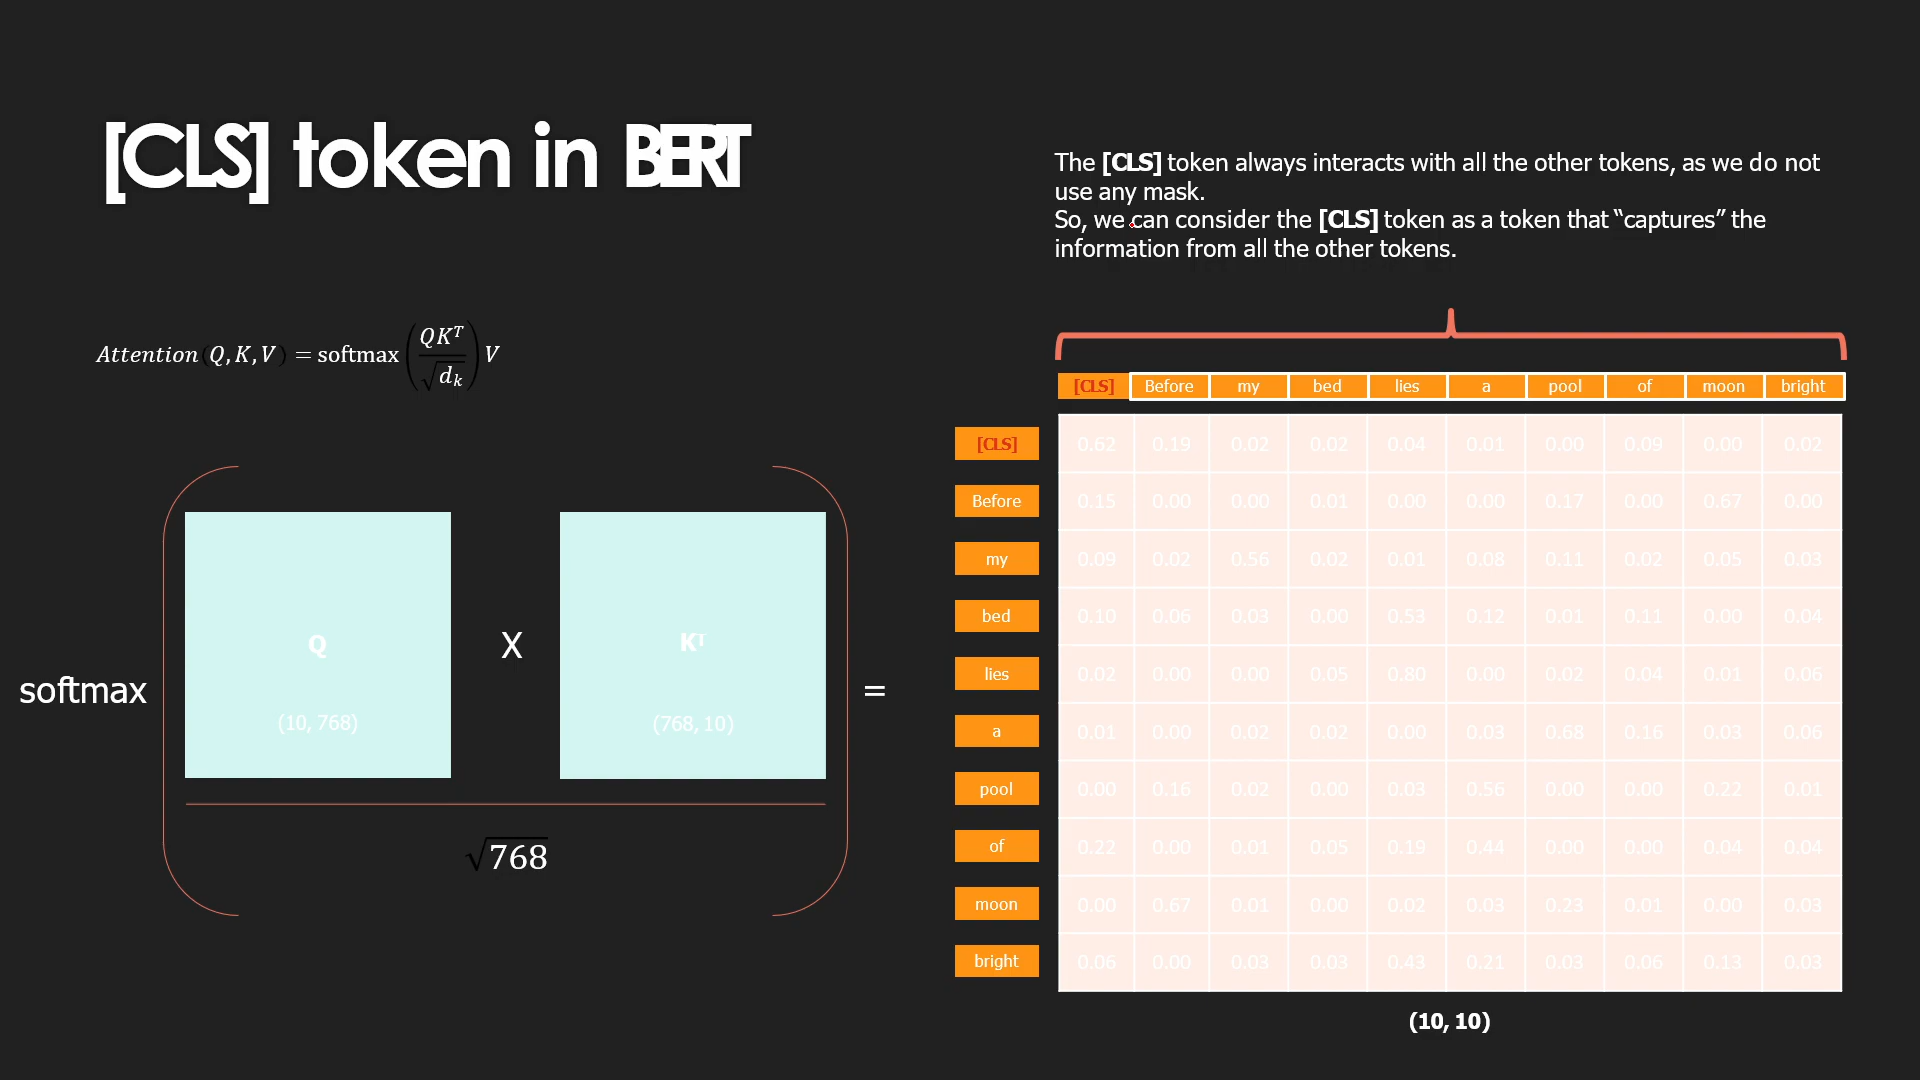 [CLS] token in BERT
The [CLS] token always interacts with all the other tokens, as we do not
use any mask.
So, we can consider the [CLS] token as a token that “captures” the
information from all the other tokens.
Attention(Q, K, V) = softmax(QK^T / √d_k)V
softmax
Q
(10, 768)
X
K^T
(768, 10)
√768
=
[CLS] Before my bed lies a pool of moon bright
[CLS] 0.62 0.19 0.02 0.02 0.04 0.01 0.00 0.09 0.00 0.02
Before 0.15 0.00 0.00 0.01 0.00 0.00 0.17 0.00 0.67 0.00
my 0.09 0.02 0.56 0.02 0.01 0.08 0.11 0.02 0.05 0.03
bed 0.10 0.06 0.03 0.00 0.53 0.12 0.01 0.11 0.00 0.04
lies 0.02 0.00 0.00 0.05 0.80 0.00 0.02 0.04 0.01 0.06
a 0.01 0.00 0.02 0.02 0.00 0.03 0.68 0.16 0.03 0.06
pool 0.00 0.16 0.02 0.00 0.03 0.56 0.00 0.00 0.22 0.01
of 0.22 0.00 0.01 0.05 0.19 0.44 0.00 0.00 0.04 0.04
moon 0.00 0.67 0.01 0.00 0.02 0.03 0.23 0.01 0.00 0.03
bright 0.06 0.00 0.03 0.03 0.43 0.21 0.03 0.06 0.13 0.03
(10, 10)